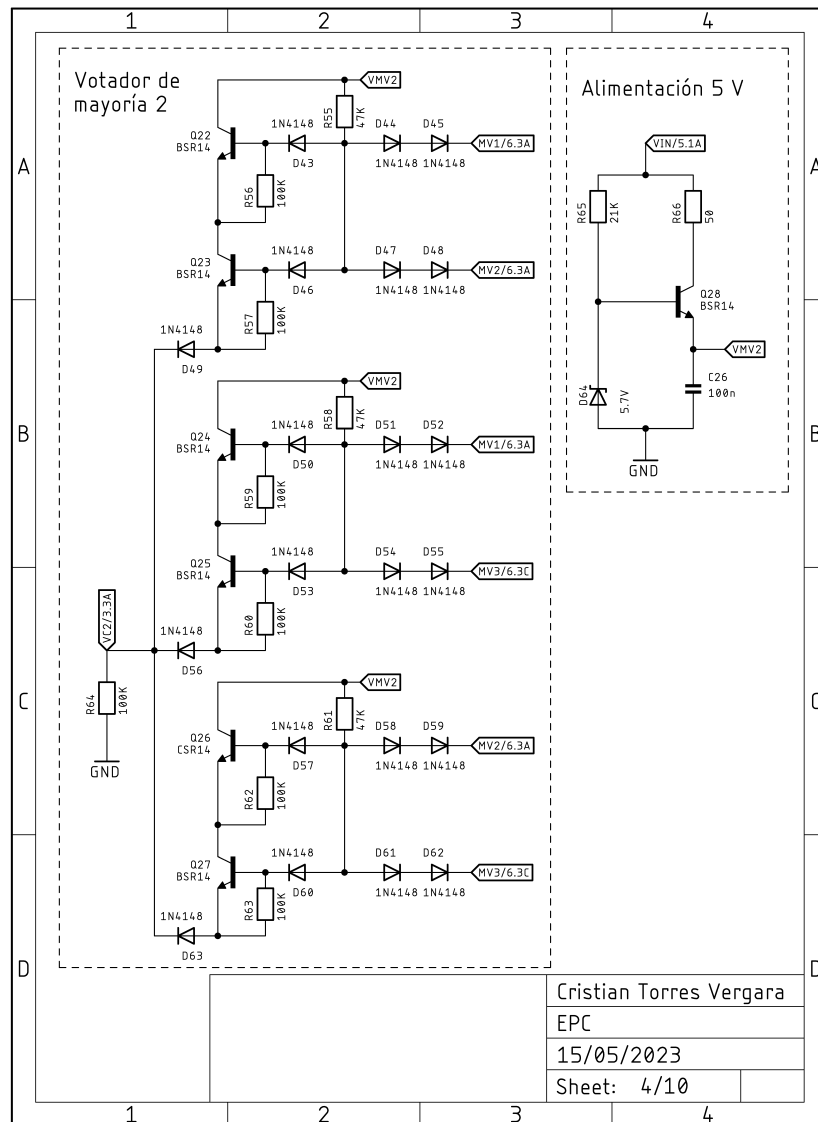 1 2 3 4
Votador de
mayoría 2
Alimentación 5 V
A A
VMV2
R55
47K
1N4148
D44 D45
Q22
BSR14
D43
1N4148 1N4148
MV1/6.3A
R56
100K
1N4148
D47 D48
Q23
BSR14
D46
1N4148 1N4148
MV2/6.3A
R57
100K
1N4148
D49
VIN/5.1A
R65
21K
R66
50
Q28
BSR14
VMV2
C26
100n
D64
5.7V
GND
B B
VMV2
R58
47K
1N4148
D51 D52
Q24
BSR14
D50
1N4148 1N4148
MV1/6.3A
R59
100K
1N4148
D54 D55
Q25
BSR14
D53
1N4148 1N4148
MV3/6.3C
R60
100K
1N4148
D56
VC2/3.3A
R64
100K
GND
C C
VMV2
R61
47K
1N4148
D58 D59
Q26
CSR14
D57
1N4148 1N4148
MV2/6.3A
R62
100K
1N4148
D61 D62
Q27
BSR14
D60
1N4148 1N4148
MV3/6.3C
R63
100K
1N4148
D63
D D
Cristian Torres Vergara
EPC
15/05/2023
Sheet: 4/10
1 2 3 4